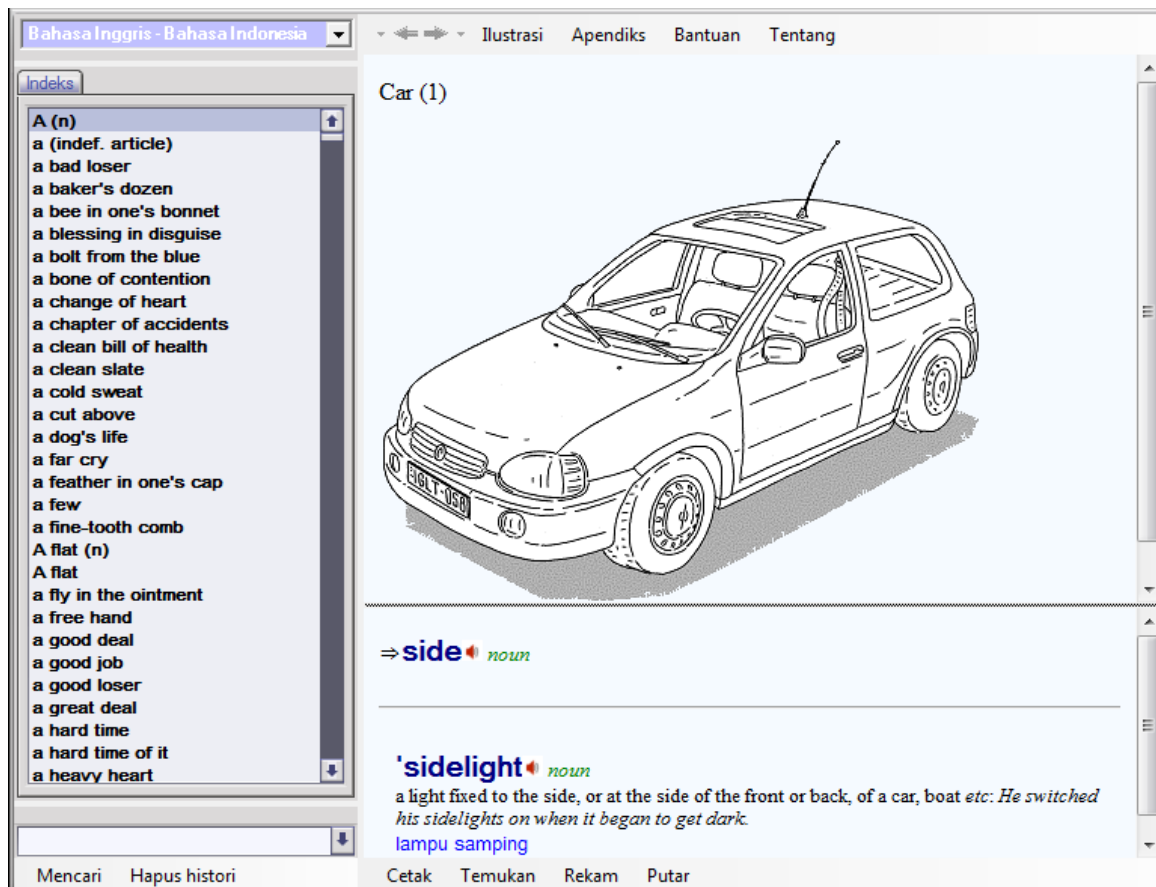 Bahasa Inggris - Bahasa Indonesia
Ilustrasi Apendiks Bantuan Tentang
Indeks
A (n)
a (indef. article)
a bad loser
a baker's dozen
a bee in one's bonnet
a blessing in disguise
a bolt from the blue
a bone of contention
a change of heart
a chapter of accidents
a clean bill of health
a clean slate
a cold sweat
a cut above
a dog's life
a far cry
a feather in one's cap
a few
a fine-tooth comb
A flat (n)
A flat
a fly in the ointment
a free hand
a good deal
a good job
a good loser
a great deal
a hard time
a hard time of it
a heavy heart
Mencari Hapus histori
Car (1)
GLT-058
⇒side noun
'sidelight noun
a light fixed to the side, or at the side of the front or back, of a car, boat etc: He switched
his sidelights on when it began to get dark.
lampu samping
Cetak Temukan Rekam Putar